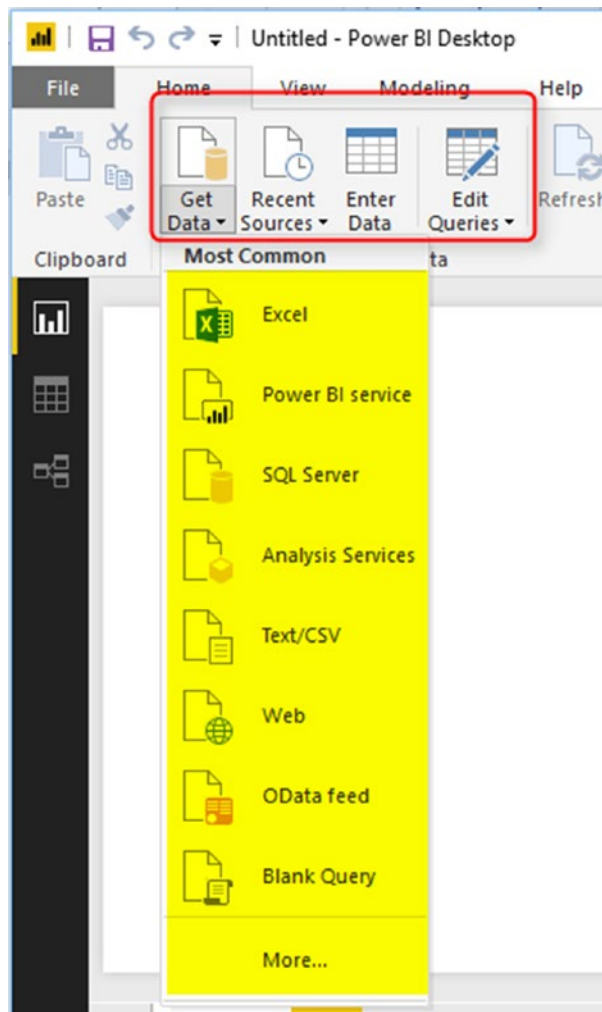 Untitled - Power BI Desktop
File Home View Modeling Help
Paste
Get Data
Recent Sources
Enter Data
Edit Queries
Refresh
Clipboard
ta
Most Common
Excel
Power BI service
SQL Server
Analysis Services
Text/CSV
Web
OData feed
Blank Query
More...